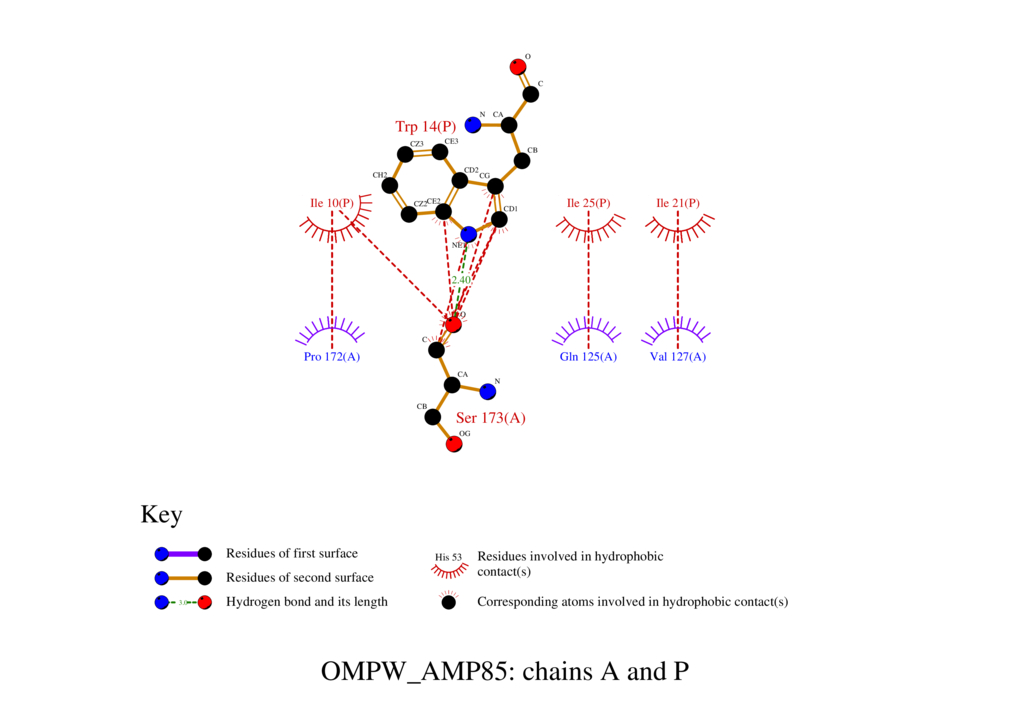 O
C
N CA
Trp 14(P)
CB
CE3
CZ3
CD2 CG
CH2
CZ2 CE2
CD1
NE1
Ile 10(P)
Ile 25(P)
Ile 21(P)
2.40
O
C
Pro 172(A)
Gln 125(A)
Val 127(A)
CA
N
CB
Ser 173(A)
OG
Key
Residues of first surface
Residues of second surface
3.0
Hydrogen bond and its length
His 53
Residues involved in hydrophobic
contact(s)
Corresponding atoms involved in hydrophobic contact(s)
OMPW_AMP85: chains A and P